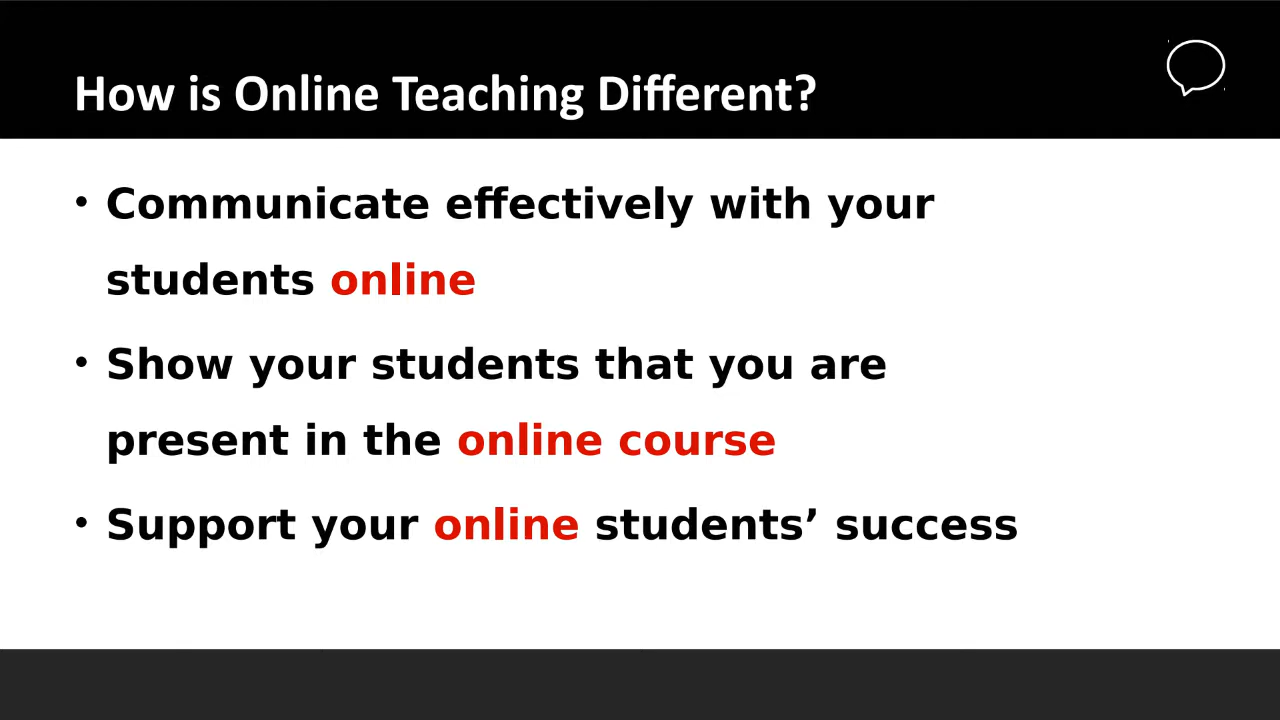 How is Online Teaching Different?
• Communicate effectively with your
students online
• Show your students that you are
present in the online course
• Support your online students’ success